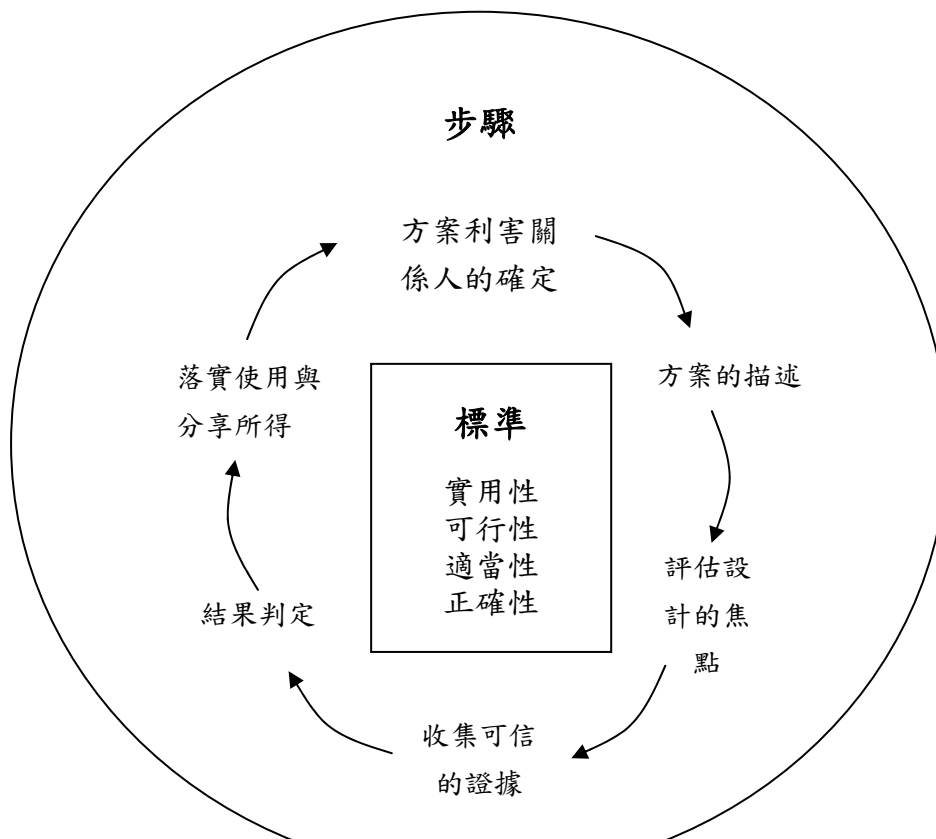 步驟
方案利害關
係人的確定
方案的描述
評估設
計的焦
點
收集可信
的證據
結果判定
落實使用與
分享所得
標準
實用性
可行性
適當性
正確性